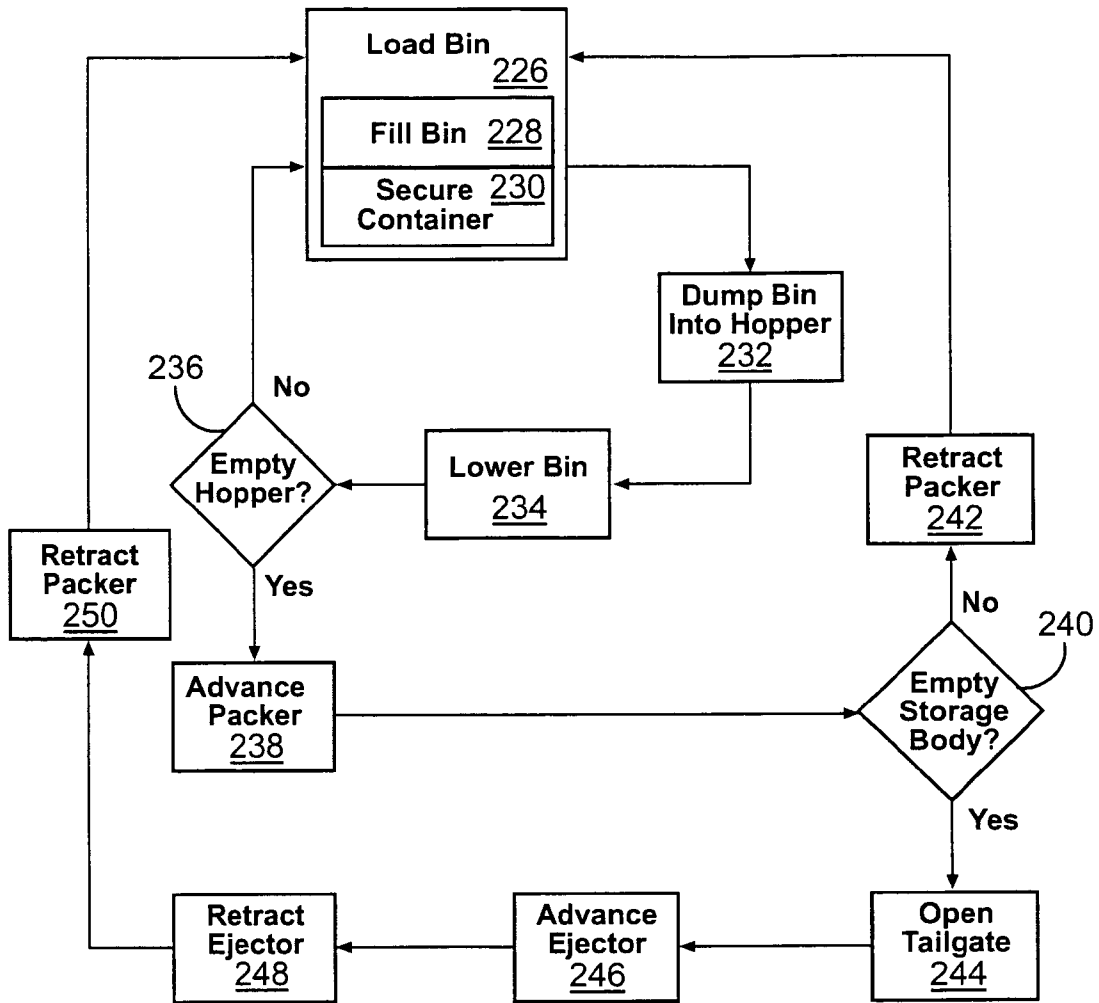 Load Bin
226
Fill Bin 228
Secure 230
Container
Dump Bin
Into Hopper
232
236
No
Empty
Hopper?
Yes
Lower Bin
234
Retract
Packer
242
No
240
Retract
Packer
250
Advance
Packer
238
Empty
Storage
Body?
Yes
Retract
Ejector
248
Advance
Ejector
246
Open
Tailgate
244